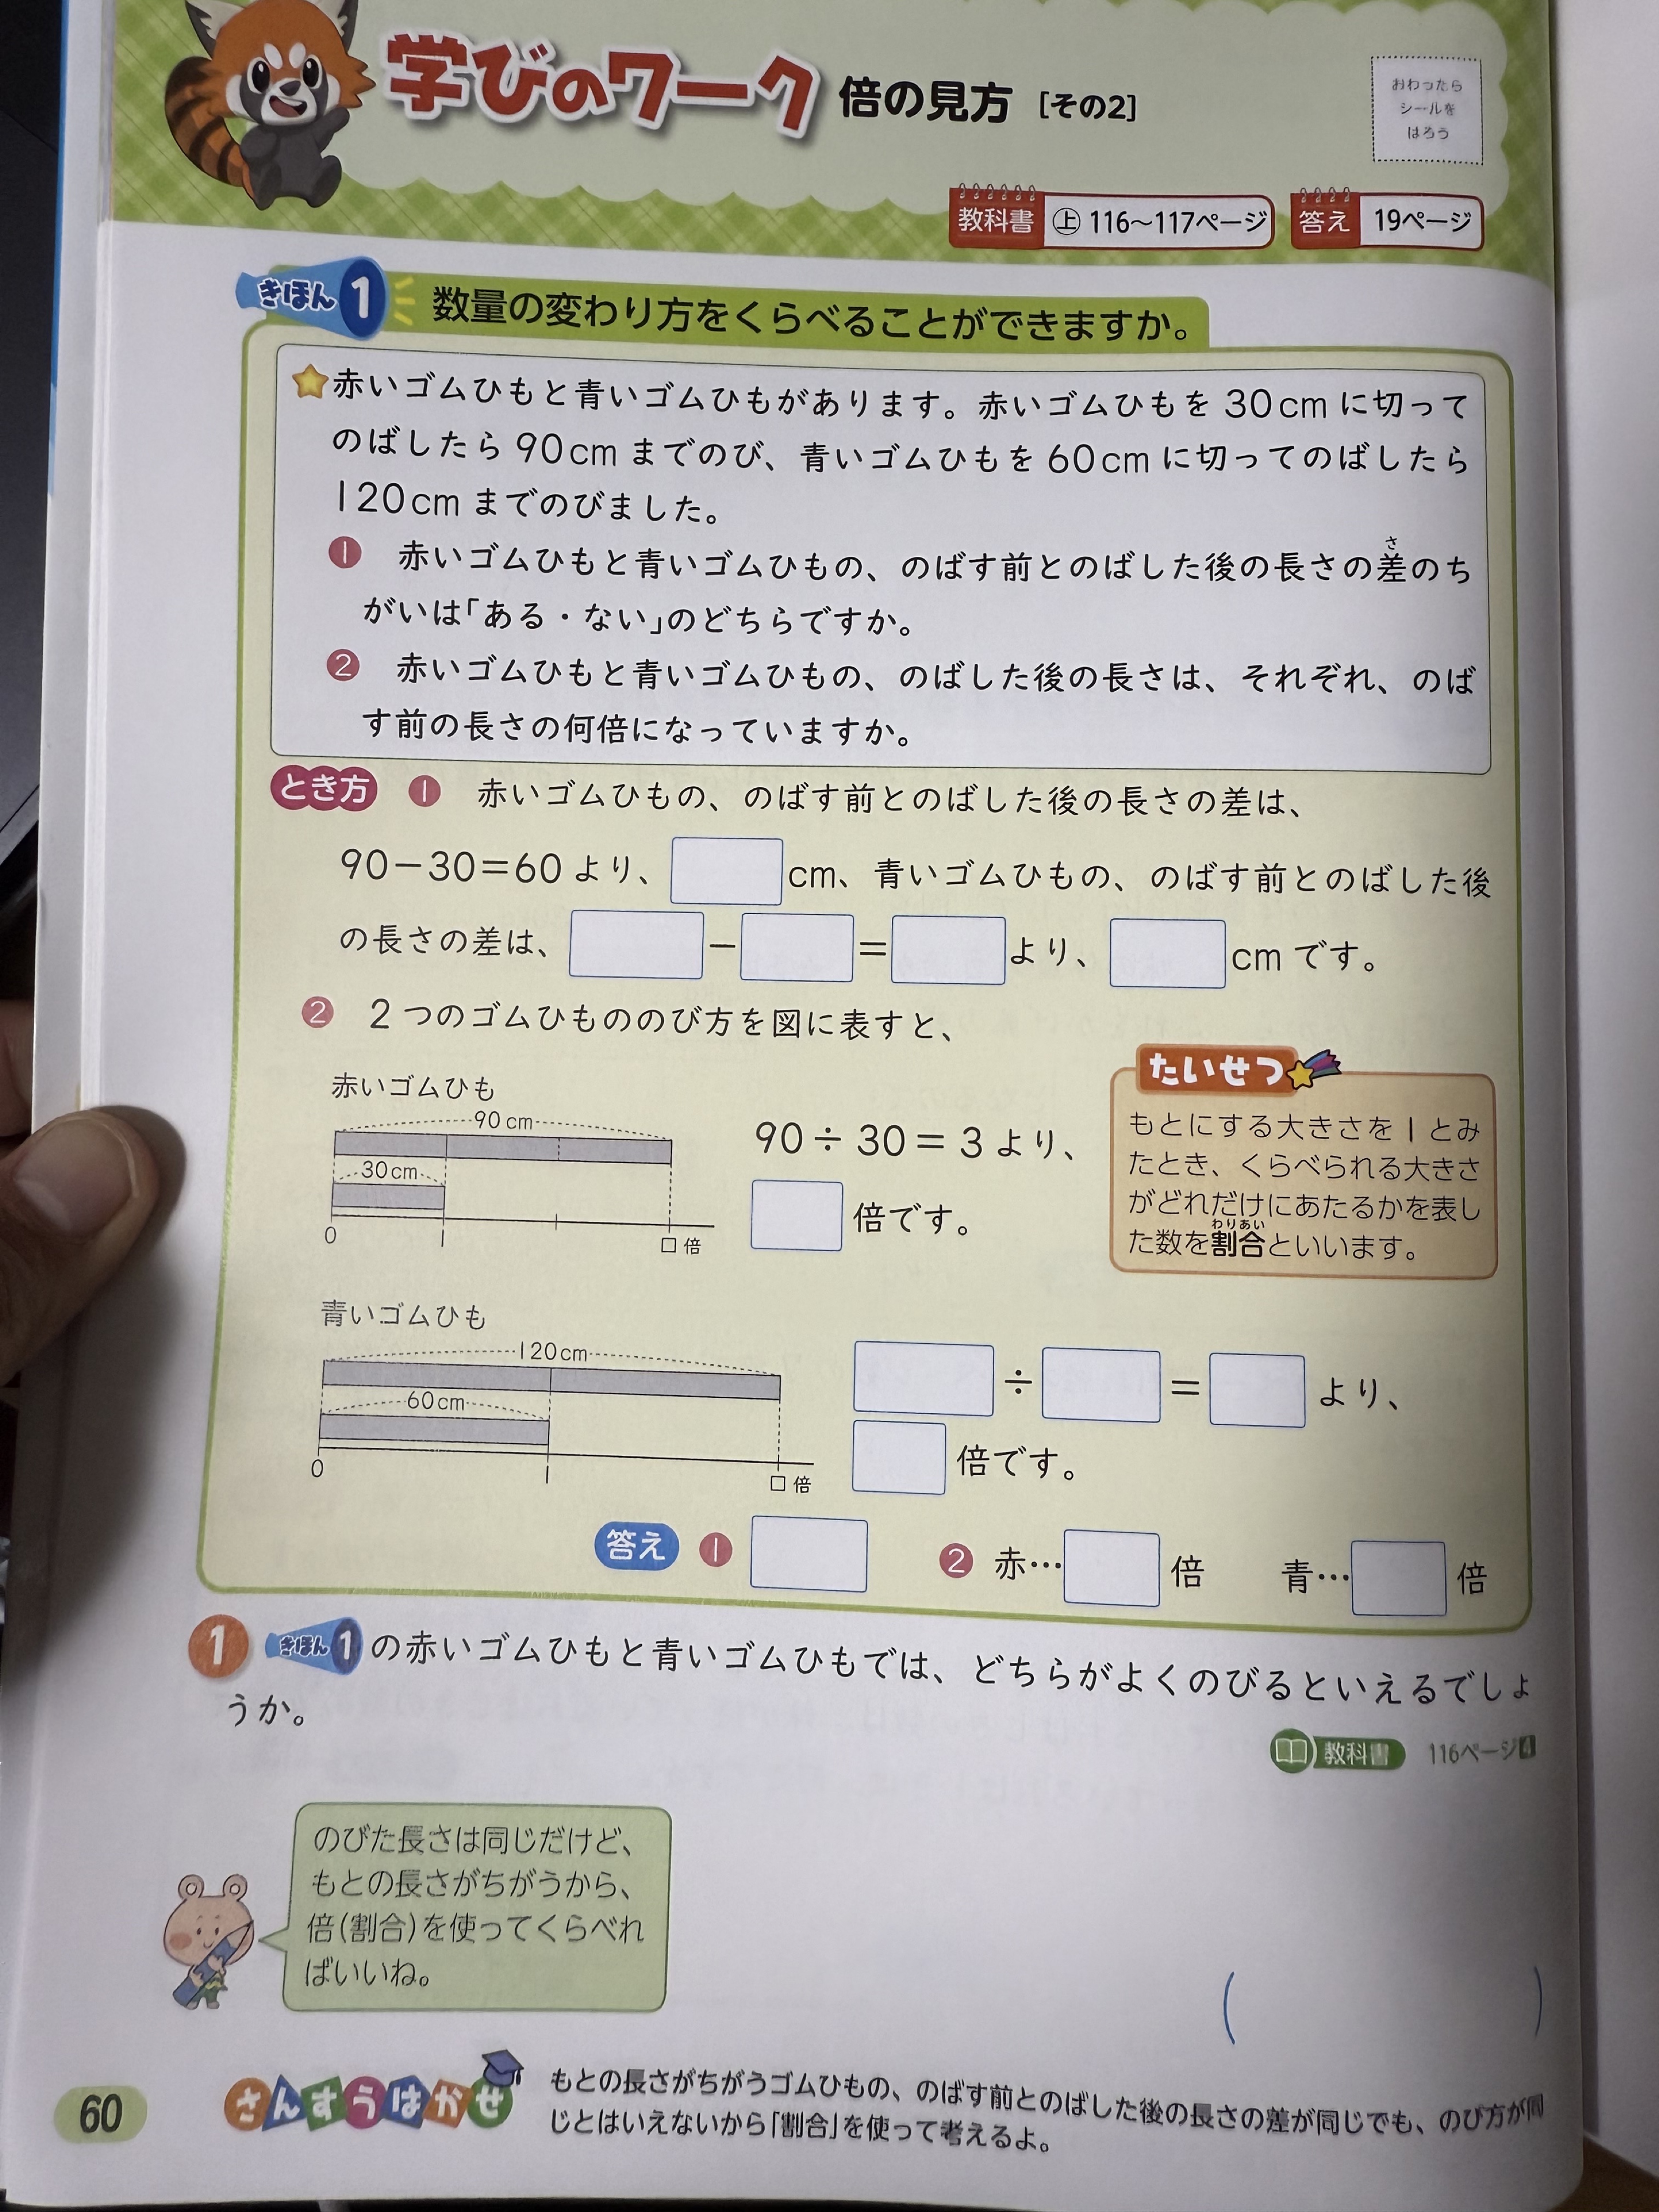 学びのワーク 倍の見方 [その2]
おわったら
シールを
はろう
教科書 ㊤ 116〜117ページ 答え 19ページ
きほん 1 数量の変わり方をくらべることができますか。
赤いゴムひもと青いゴムひもがあります。赤いゴムひもを 30cm に切って
のばしたら 90cm までのび、青いゴムひもを 60cm に切ってのばしたら
120cm までのびました。
さ
❶ 赤いゴムひもと青いゴムひもの、のばす前とのばした後の長さの差のち
がいは「ある・ない」のどちらですか。
❷ 赤いゴムひもと青いゴムひもの、のばした後の長さは、それぞれ、のば
す前の長さの何倍になっていますか。
とき方 ❶ 赤いゴムひもの、のばす前とのばした後の長さの差は、
90−30=60 より、□cm、青いゴムひもの、のばす前とのばした後
の長さの差は、□−□=□より、□cm です。
❷ 2 つのゴムひもののび方を図に表すと、
赤いゴムひも
90cm
30cm
0 1 □倍
90÷30=3 より、
□倍です。
たいせつ
もとにする大きさを 1 とみ
たとき、くらべられる大きさ
がどれだけにあたるかを表し
わりあい
た数を割合といいます。
青いゴムひも
120cm
60cm
0 1 □倍
□÷□=□より、
□倍です。
答え ❶ □ ❷ 赤…□倍 青…□倍
1 きほん 1 の赤いゴムひもと青いゴムひもでは、どちらがよくのびるといえるでしょ
うか。
教科書 116ページ4
のびた長さは同じだけど、
もとの長さがちがうから、
倍(割合)を使ってくらべれ
ばいいね。
( )
60
さんすうはかせ
もとの長さがちがうゴムひもの、のばす前とのばした後の長さの差が同じでも、のび方が同
じとはいえないから「割合」を使って考えるよ。